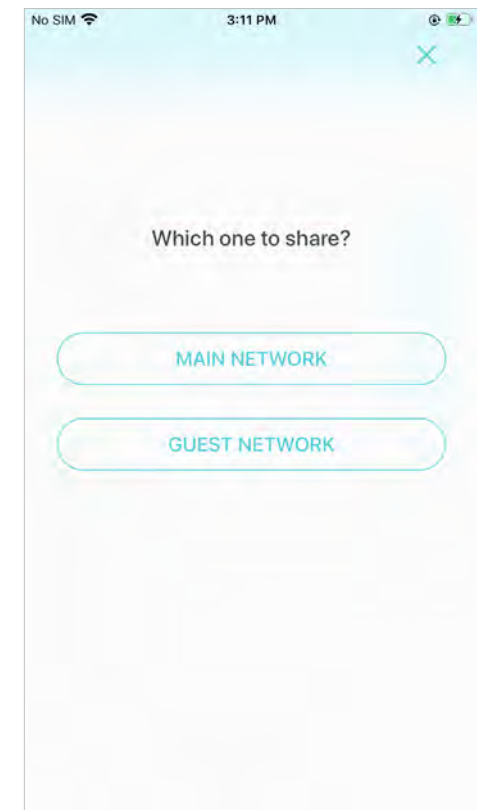 No SIM 3:11 PM
Which one to share?
MAIN NETWORK
GUEST NETWORK